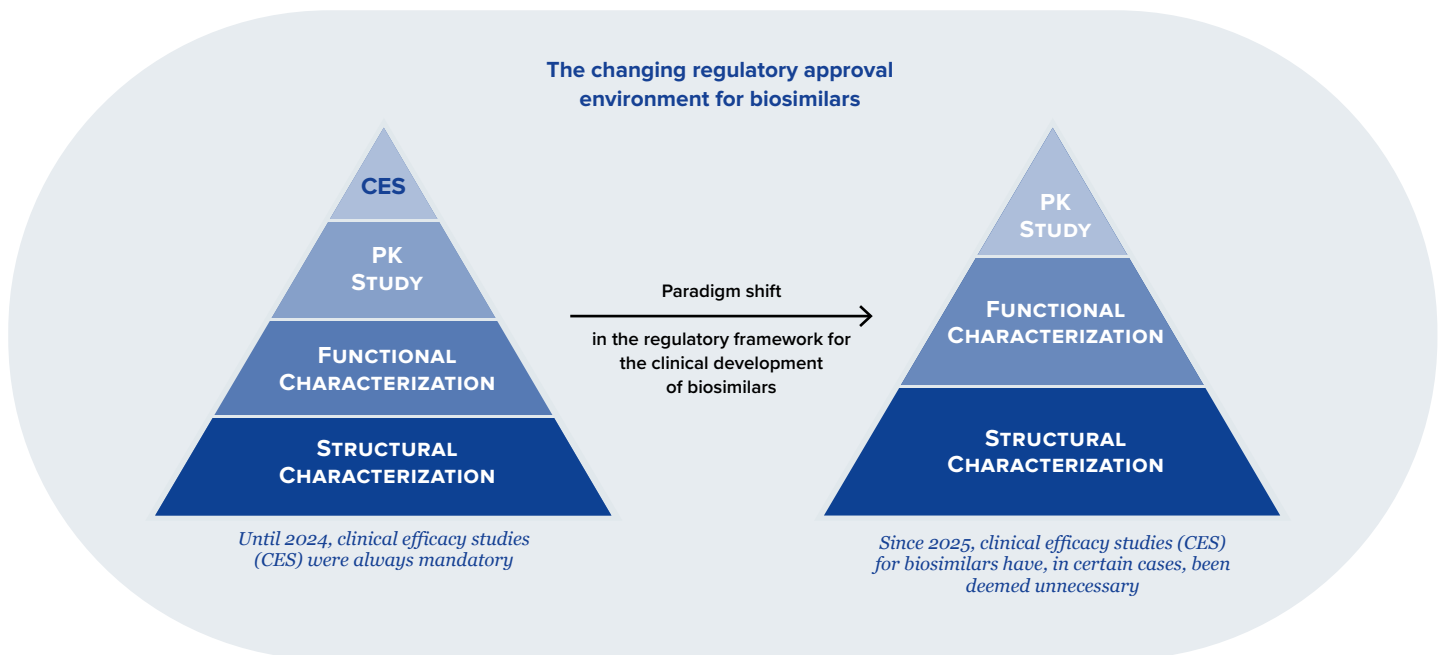 The changing regulatory approval
environment for biosimilars
CES
PK
STUDY
FUNCTIONAL
CHARACTERIZATION
STRUCTURAL
CHARACTERIZATION
Until 2024, clinical efficacy studies
(CES) were always mandatory
Paradigm shift
in the regulatory framework for
the clinical development
of biosimilars
PK
STUDY
FUNCTIONAL
CHARACTERIZATION
STRUCTURAL
CHARACTERIZATION
Since 2025, clinical efficacy studies (CES)
for biosimilars have, in certain cases, been
deemed unnecessary